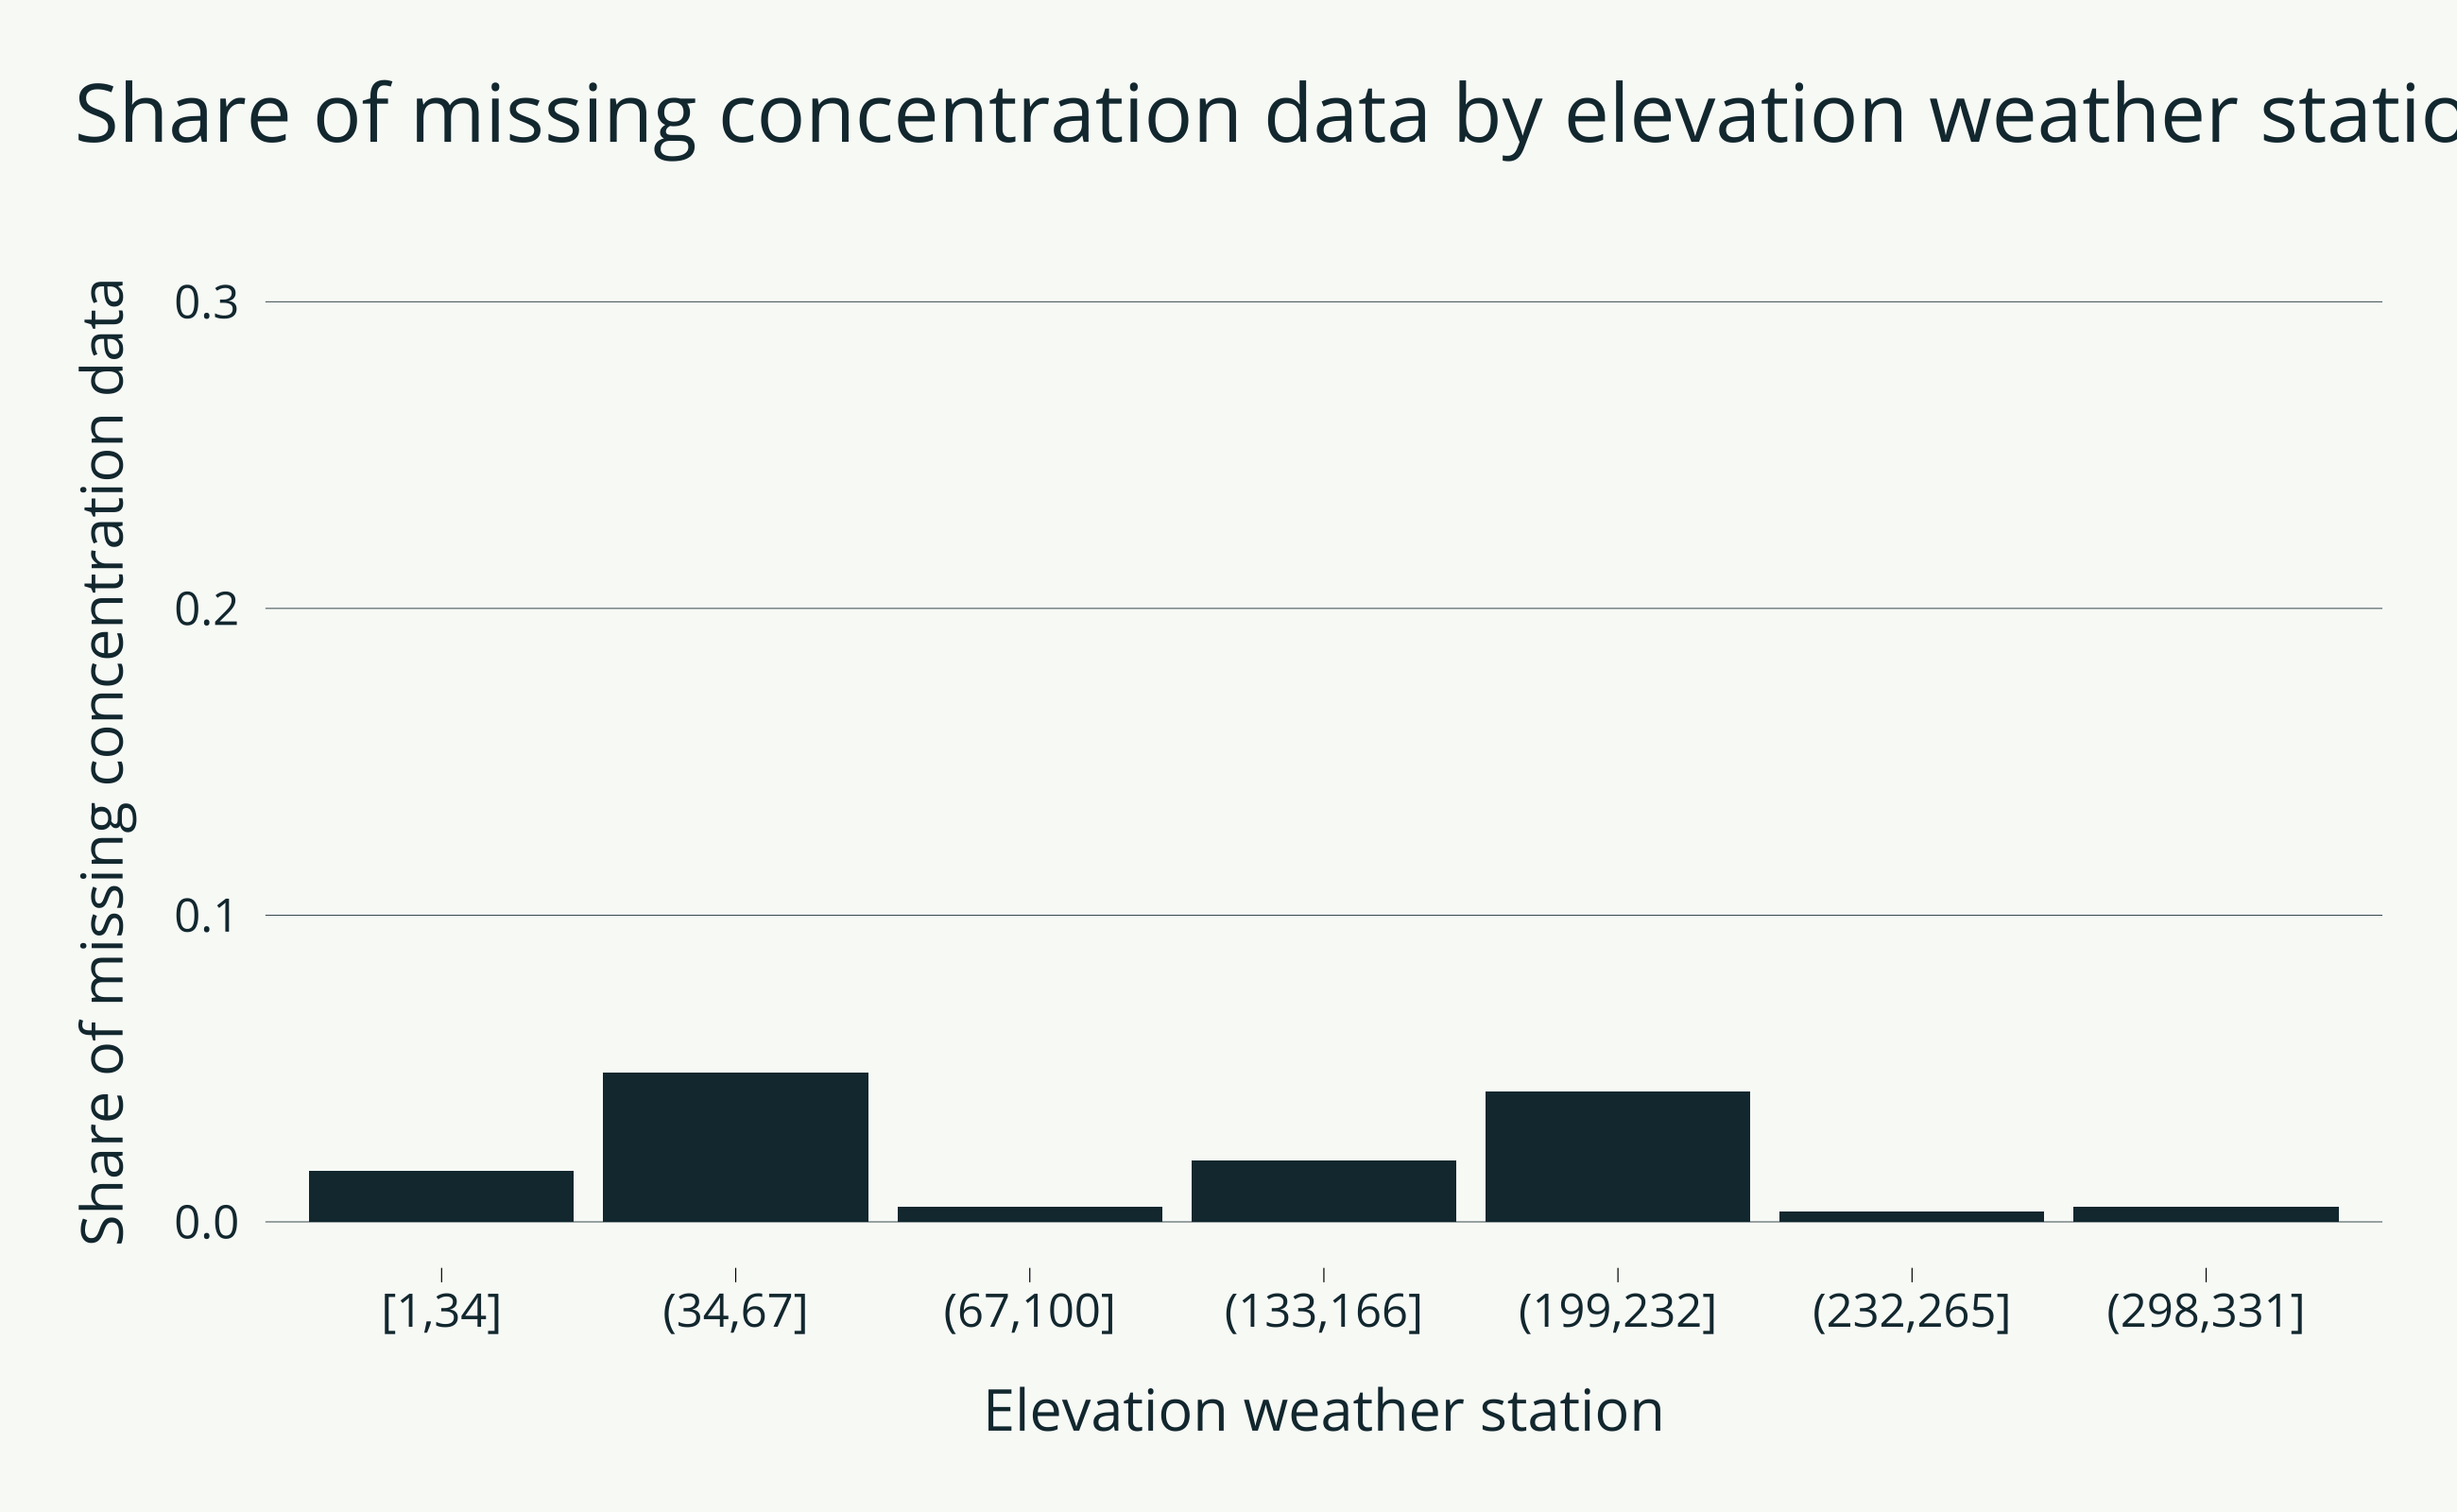 Share of missing concentration data by elevation weather statio
Share of missing concentration data
0.3
0.2
0.1
0.0
[1,34] (34,67] (67,100] (133,166] (199,232] (232,265] (298,331]
Elevation weather station